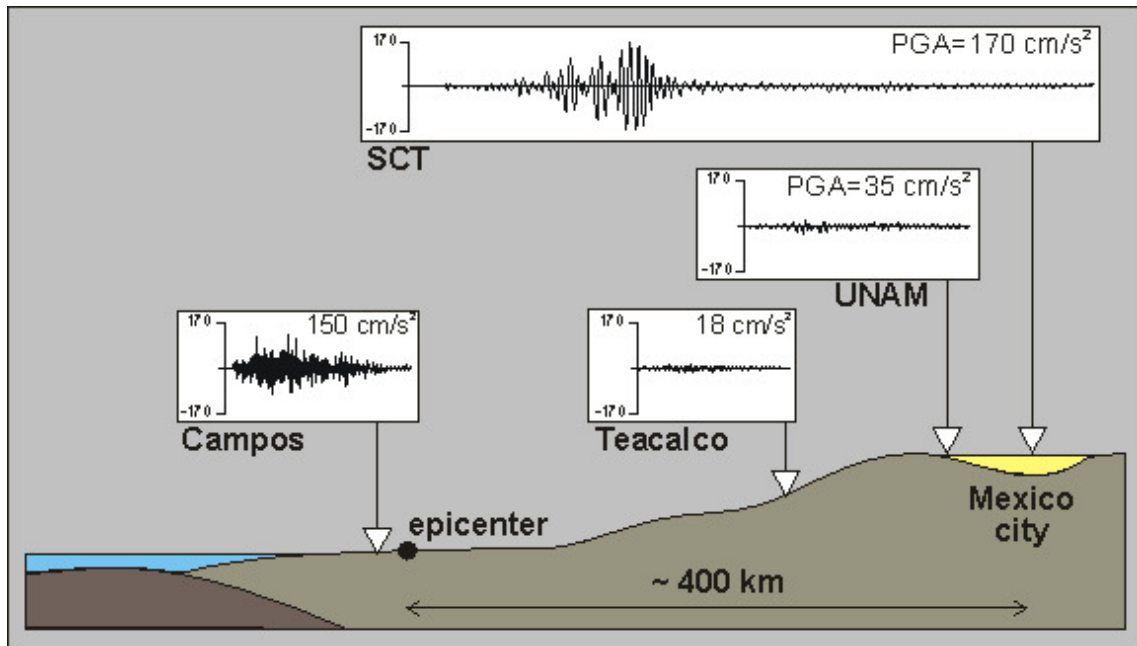 170
PGA=170 cm/s²
-170
SCT
170
PGA=35 cm/s²
-170
UNAM
170
150 cm/s²
-170
Campos
170
18 cm/s²
-170
Teacalco
epicenter
Mexico
city
~ 400 km